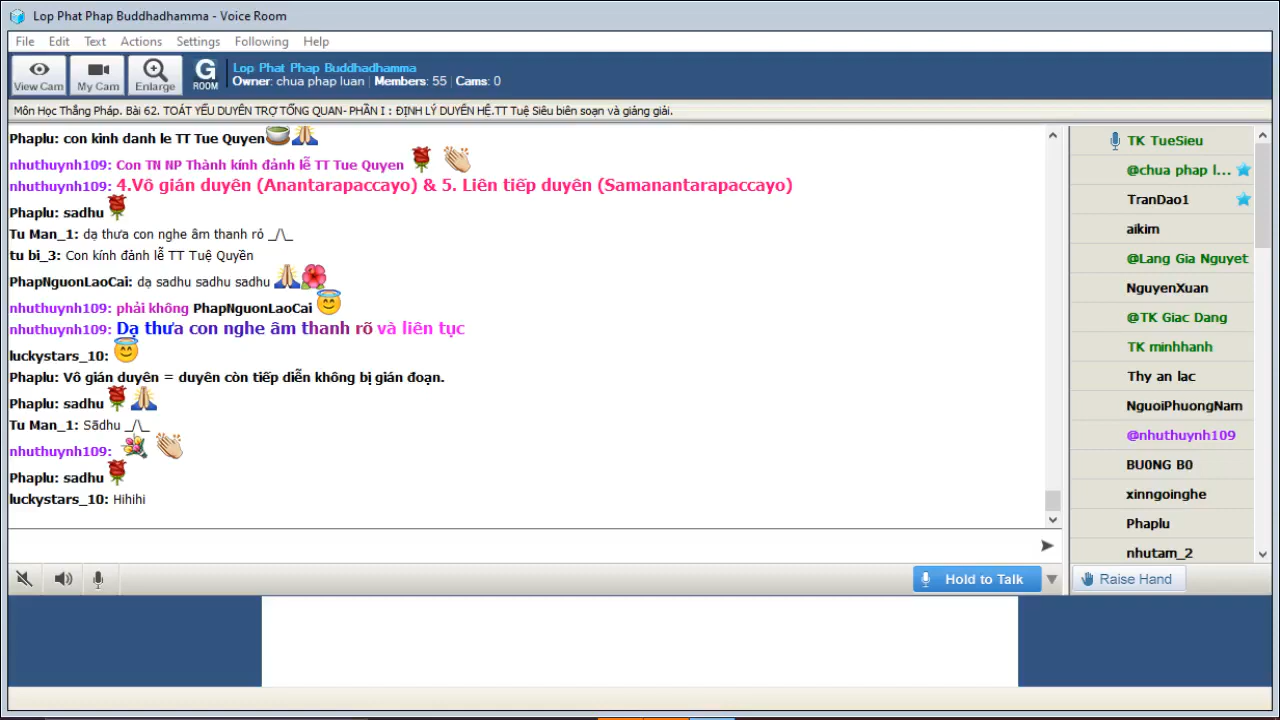 Lop Phat Phap Buddhadhamma - Voice Room
File Edit Text Actions Settings Following Help
View Cam My Cam Enlarge G ROOM
Lop Phat Phap Buddhadhamma
Owner: chua phap luan | Members: 55 | Cams: 0
Môn Học Thắng Pháp. Bài 62. TOÁT YẾU DUYÊN TRỢ TỔNG QUAN- PHẦN I : ĐỊNH LÝ DUYÊN HỆ.TT Tuệ Siêu biên soạn và giảng giải.
Phaplu: con kinh danh le TT Tue Quyen
nhuthuynh109: Con TN NP Thành kính đảnh lễ TT Tue Quyen
nhuthuynh109: 4.Vô gián duyên (Anantarapaccayo) & 5. Liên tiếp duyên (Samanantarapaccayo)
Phaplu: sadhu
Tu Man_1: dạ thưa con nghe âm thanh rỏ _/\_
tu bi_3: Con kính đảnh lễ TT Tuệ Quyền
PhapNguonLaoCai: dạ sadhu sadhu sadhu
nhuthuynh109: phải không PhapNguonLaoCai
nhuthuynh109: Dạ thưa con nghe âm thanh rõ và liên tục
luckystars_10:
Phaplu: Vô gián duyên = duyên còn tiếp diễn không bị gián đoạn.
Phaplu: sadhu
Tu Man_1: Sādhu _/\_
nhuthuynh109:
Phaplu: sadhu
luckystars_10: Hihihi
TK TueSieu
@chua phap l...
TranDao1
aikim
@Lang Gia Nguyet
NguyenXuan
@TK Giac Dang
TK minhhanh
Thy an lac
NguoiPhuongNam
@nhuthuynh109
BU0NG B0
xinngoinghe
Phaplu
nhutam_2
Hold to Talk
Raise Hand